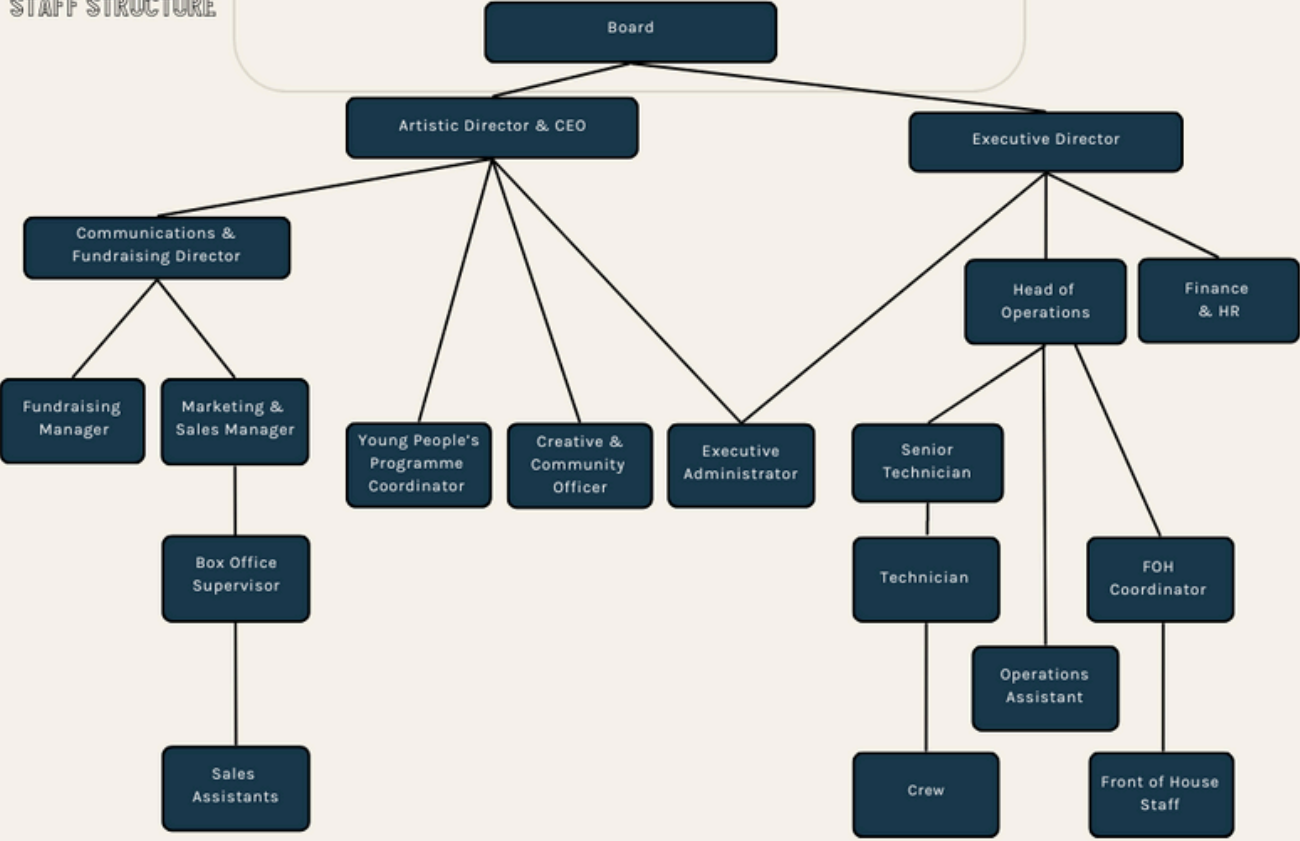 STAFF STRUCTURE
Board
Artistic Director & CEO
Executive Director
Communications &
Fundraising Director
Head of
Operations
Finance
& HR
Fundraising
Manager
Marketing &
Sales Manager
Young People's
Programme
Coordinator
Creative &
Community
Officer
Executive
Administrator
Senior
Technician
Box Office
Supervisor
Technician
FOH
Coordinator
Operations
Assistant
Sales
Assistants
Crew
Front of House
Staff